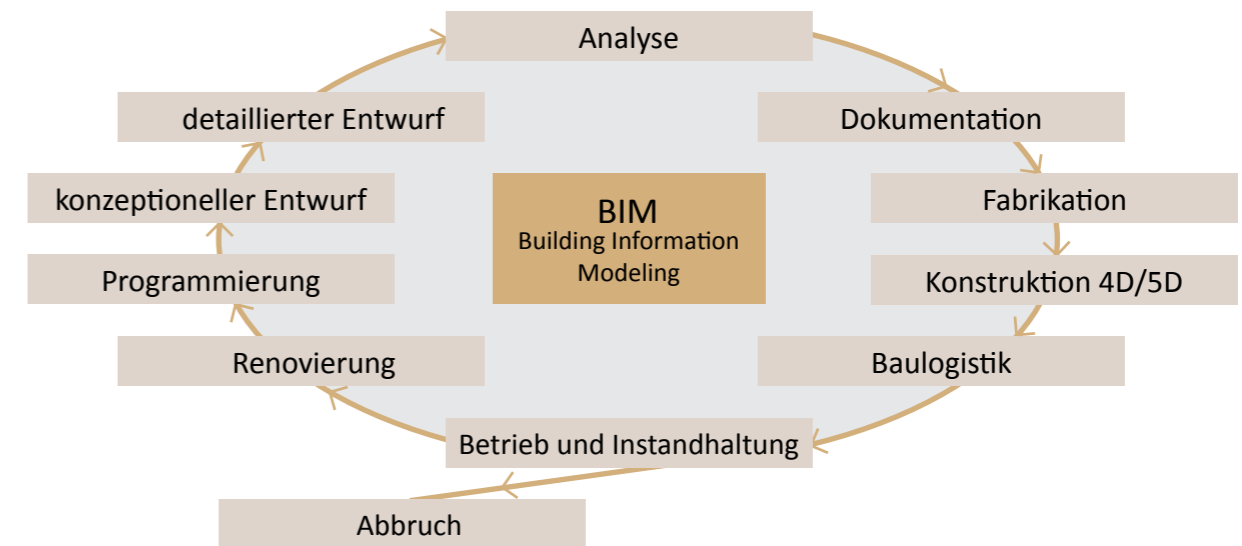 Analyse
detaillierter Entwurf
Dokumentation
konzeptioneller Entwurf
BIM
Building Information
Modeling
Fabrikation
Programmierung
Konstruktion 4D/5D
Renovierung
Baulogistik
Betrieb und Instandhaltung
Abbruch